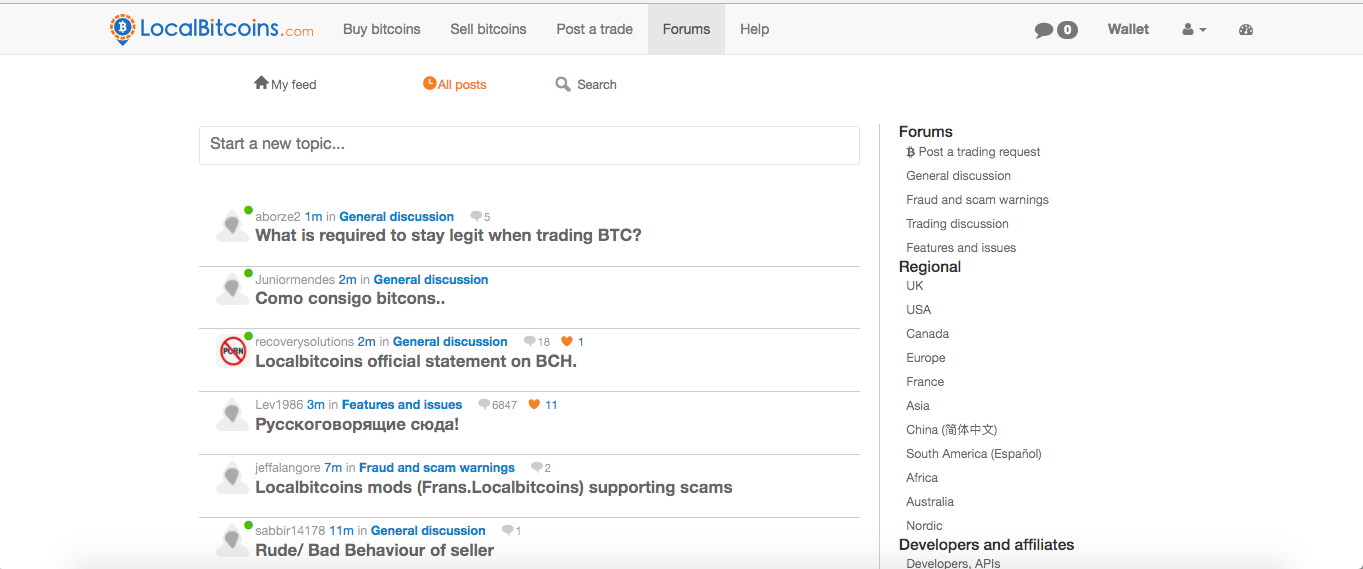 LocalBitcoins.com Buy bitcoins Sell bitcoins Post a trade Forums Help 0 Wallet
My feed All posts Search
Start a new topic...
aborze2 1m in General discussion 5
What is required to stay legit when trading BTC?
Juniormendes 2m in General discussion
Como consigo bitcons..
PORN
recoverysolutions 2m in General discussion 18 1
Localbitcoins official statement on BCH.
Lev1986 3m in Features and issues 6847 11
Русскоговорящие сюда!
jeffalangore 7m in Fraud and scam warnings 2
Localbitcoins mods (Frans.Localbitcoins) supporting scams
sabbir14178 11m in General discussion 1
Rude/ Bad Behaviour of seller
Forums
Post a trading request
General discussion
Fraud and scam warnings
Trading discussion
Features and issues
Regional
UK
USA
Canada
Europe
France
Asia
China (简体中文)
South America (Español)
Africa
Australia
Nordic
Developers and affiliates
Developers, APIs